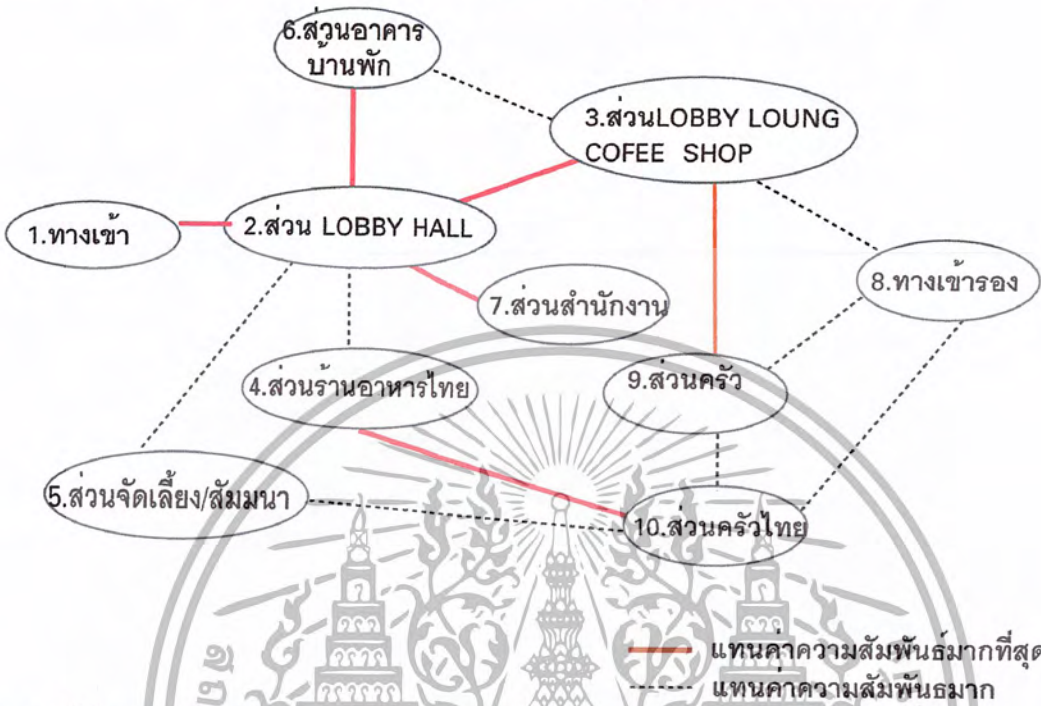 6.ส่วนอาคาร
บ้านพัก
3.ส่วนLOBBY LOUNG
COFEE SHOP
1.ทางเข้า
2.ส่วน LOBBY HALL
8.ทางเข้ารอง
7.ส่วนสำนักงาน
4.ส่วนร้านอาหารไทย
9.ส่วนครัว
5.ส่วนจัดเลี้ยง/สัมมนา
10.ส่วนครัวไทย
แทนค่าความสัมพันธ์มากที่สุด
แทนค่าความสัมพันธมาก